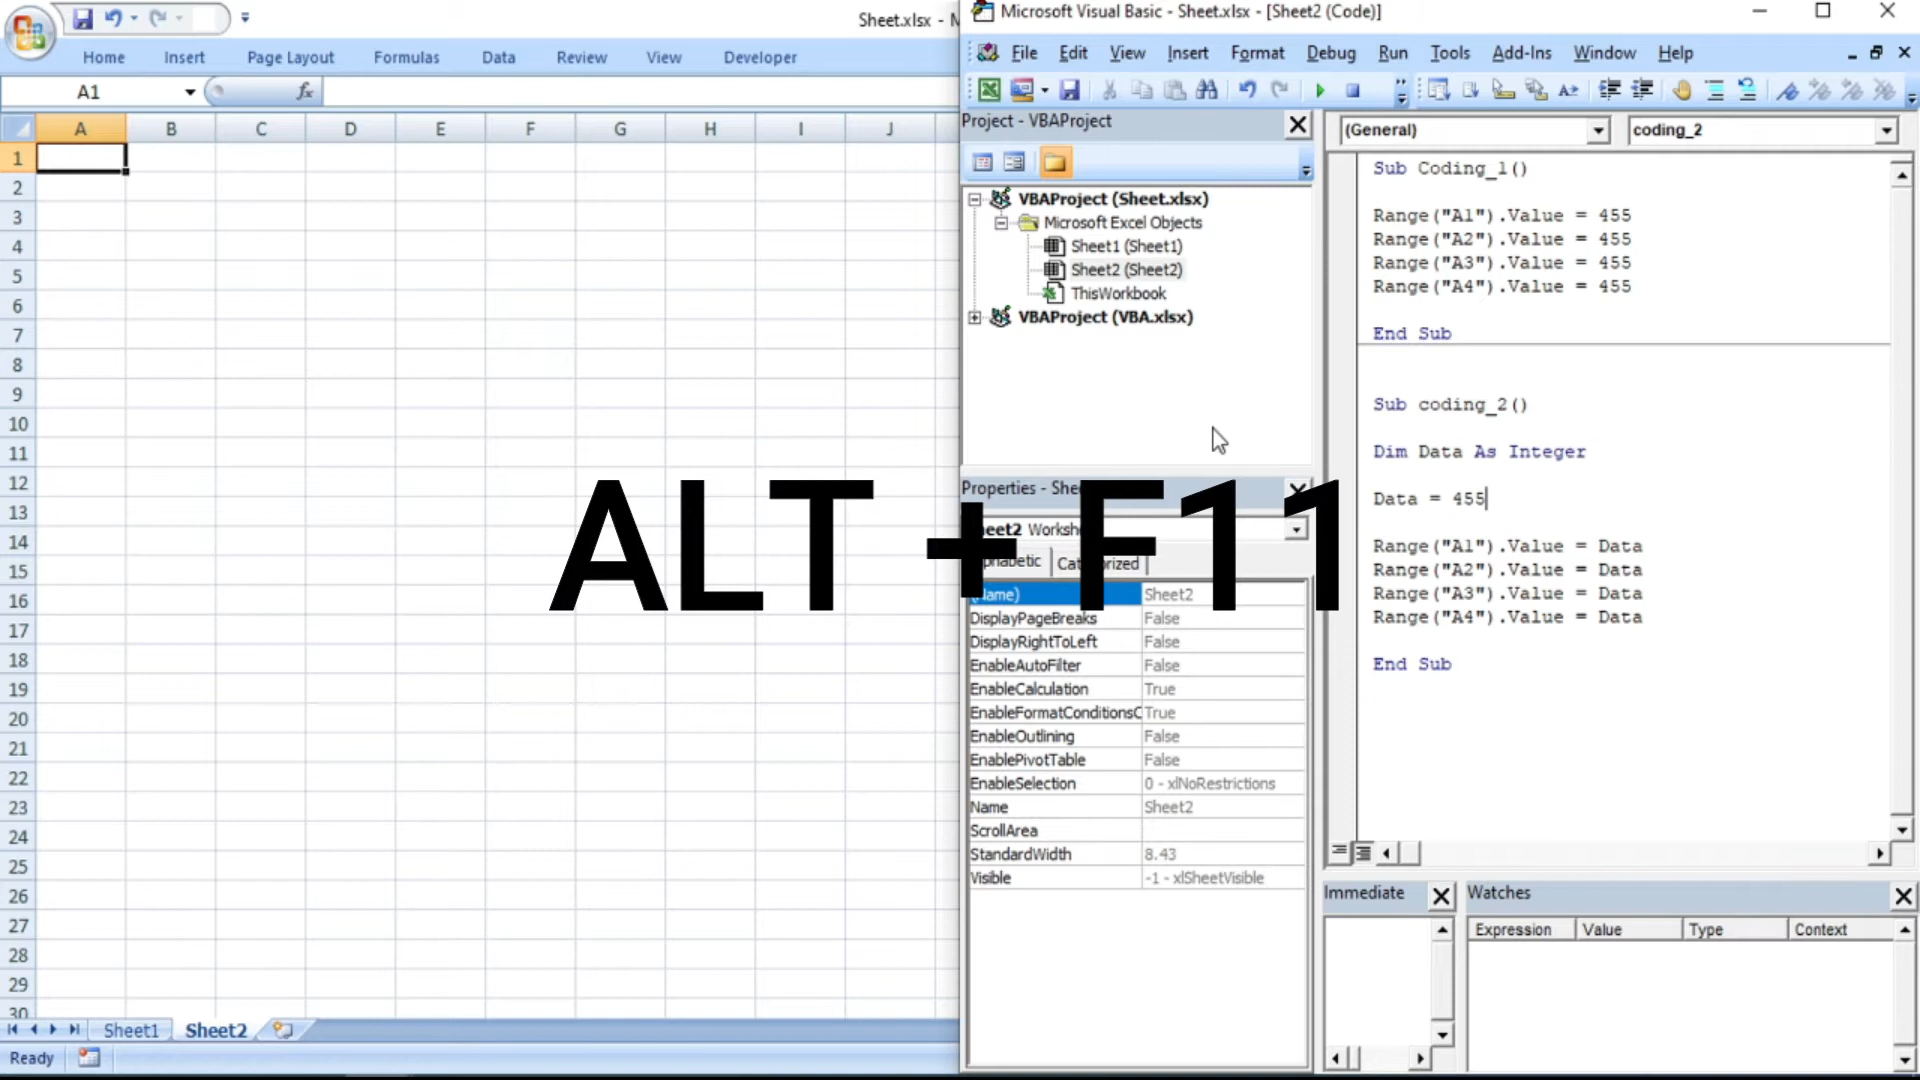 Sheet.xlsx - M
Home Insert Page Layout Formulas Data Review View Developer
A1 fx
A B C D E F G H I J
1
2
3
4
5
6
7
8
9
10
11
12
13
14
15
16
17
18
19
20
21
22
23
24
25
26
27
28
29
30
Sheet1 Sheet2
Ready
Microsoft Visual Basic - Sheet.xlsx - [Sheet2 (Code)]
File Edit View Insert Format Debug Run Tools Add-Ins Window Help
Project - VBAProject
VBAProject (Sheet.xlsx)
Microsoft Excel Objects
Sheet1 (Sheet1)
Sheet2 (Sheet2)
ThisWorkbook
VBAProject (VBA.xlsx)
ALT + F11
Properties - She
heet2 Worksh
phabetic Cat rized
(Name) Sheet2
DisplayPageBreaks False
DisplayRightToLeft False
EnableAutoFilter False
EnableCalculation True
EnableFormatConditionsC True
EnableOutlining False
EnablePivotTable False
EnableSelection 0 - xlNoRestrictions
Name Sheet2
ScrollArea
StandardWidth 8.43
Visible -1 - xlSheetVisible
(General) coding_2
Sub Coding_1()
Range("A1").Value = 455
Range("A2").Value = 455
Range("A3").Value = 455
Range("A4").Value = 455
End Sub
Sub coding_2()
Dim Data As Integer
Data = 455
Range("A1").Value = Data
Range("A2").Value = Data
Range("A3").Value = Data
Range("A4").Value = Data
End Sub
Immediate
Watches
Expression Value Type Context